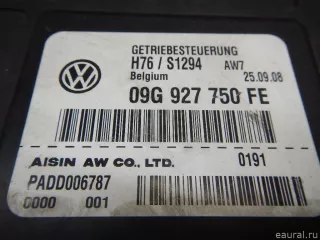 GETRIEBESTEUERUNG
H76 / S1294 AW7
Belgium 25.09.08
09G 927 750 FE
AISIN AW CO., LTD. 0191
PADD006787
0000 001
eaural.ru